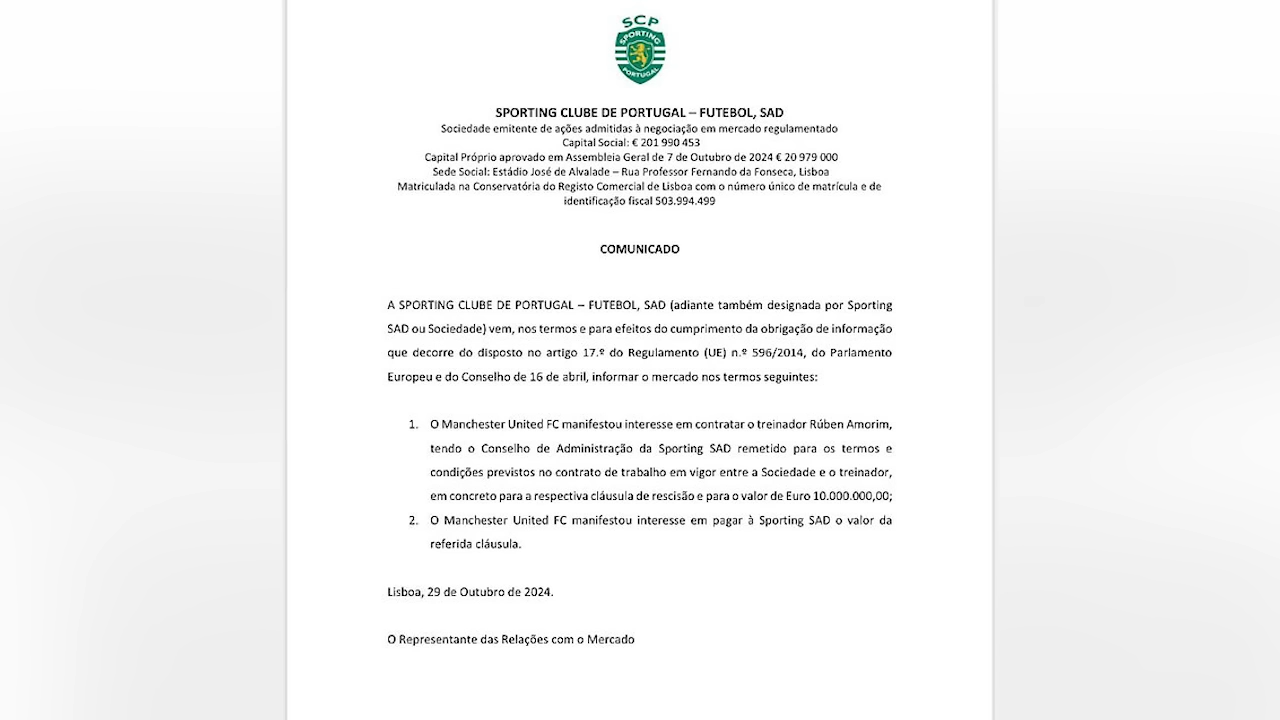 SCP
SPORTING
PORTUGAL
SPORTING CLUBE DE PORTUGAL – FUTEBOL, SAD
Sociedade emitente de ações admitidas à negociação em mercado regulamentado
Capital Social: € 201 990 453
Capital Próprio aprovado em Assembleia Geral de 7 de Outubro de 2024 € 20 979 000
Sede Social: Estádio José de Alvalade – Rua Professor Fernando da Fonseca, Lisboa
Matriculada na Conservatória do Registo Comercial de Lisboa com o número único de matrícula e de
identificação fiscal 503.994.499
COMUNICADO
A SPORTING CLUBE DE PORTUGAL – FUTEBOL, SAD (adiante também designada por Sporting
SAD ou Sociedade) vem, nos termos e para efeitos do cumprimento da obrigação de informação
que decorre do disposto no artigo 17.º do Regulamento (UE) n.º 596/2014, do Parlamento
Europeu e do Conselho de 16 de abril, informar o mercado nos termos seguintes:
1. O Manchester United FC manifestou interesse em contratar o treinador Rúben Amorim,
tendo o Conselho de Administração da Sporting SAD remetido para os termos e
condições previstos no contrato de trabalho em vigor entre a Sociedade e o treinador,
em concreto para a respectiva cláusula de rescisão e para o valor de Euro 10.000.000,00;
2. O Manchester United FC manifestou interesse em pagar à Sporting SAD o valor da
referida cláusula.
Lisboa, 29 de Outubro de 2024.
O Representante das Relações com o Mercado